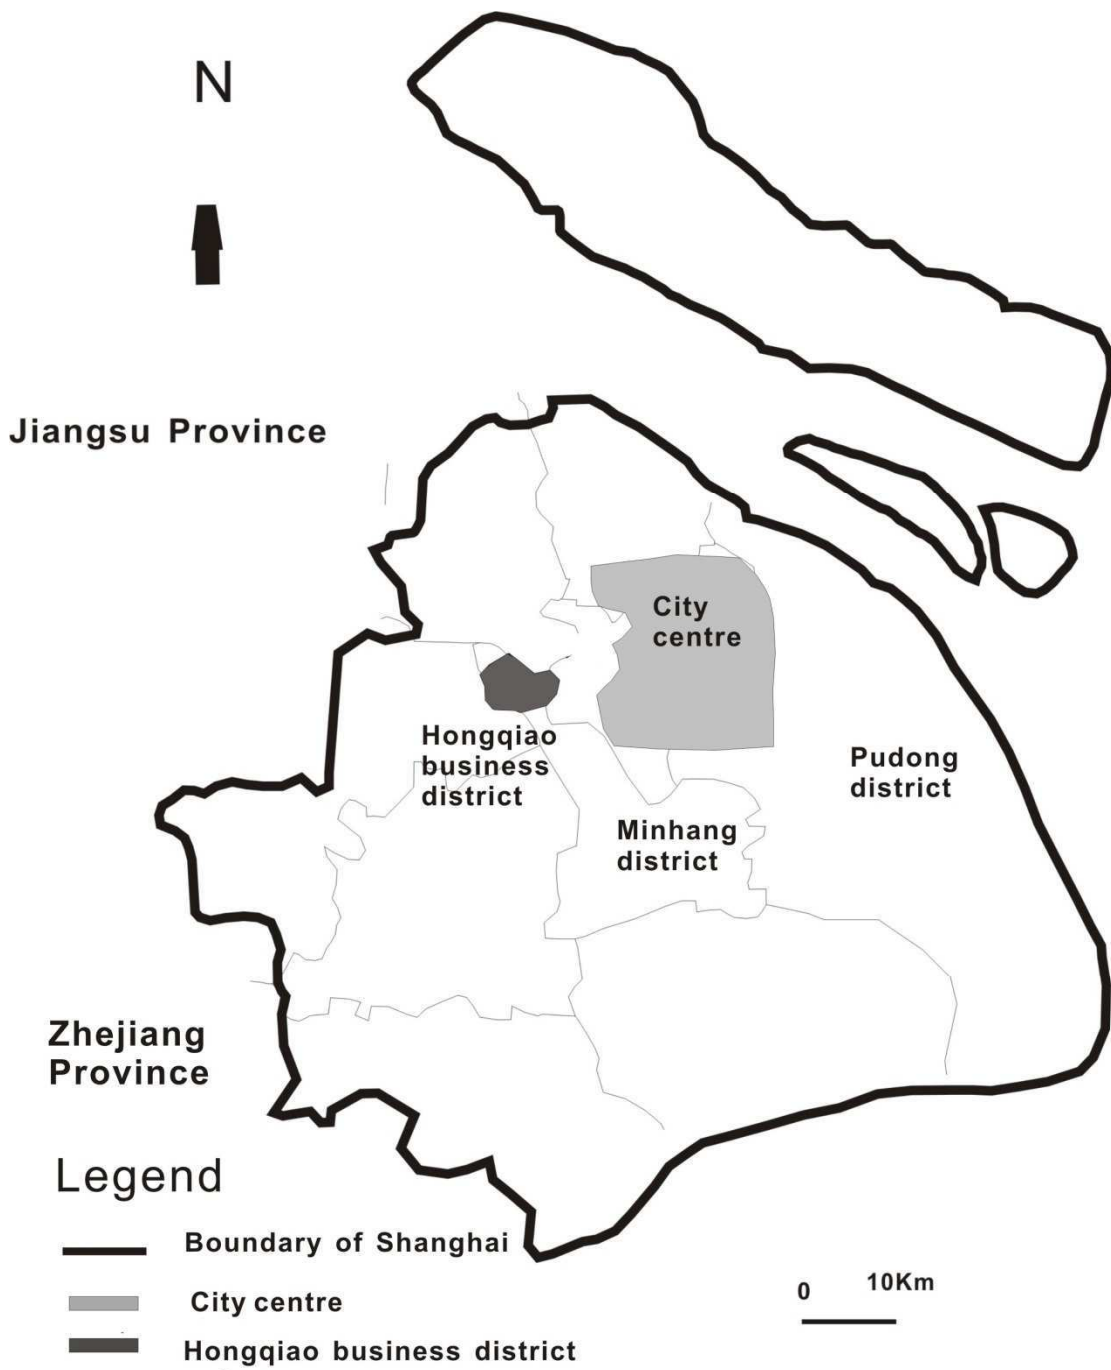 N
Jiangsu Province
City
centre
Hongqiao
business
district
Pudong
district
Minhang
district
Zhejiang
Province
Legend
Boundary of Shanghai
City centre
Hongqiao business district
0 10Km